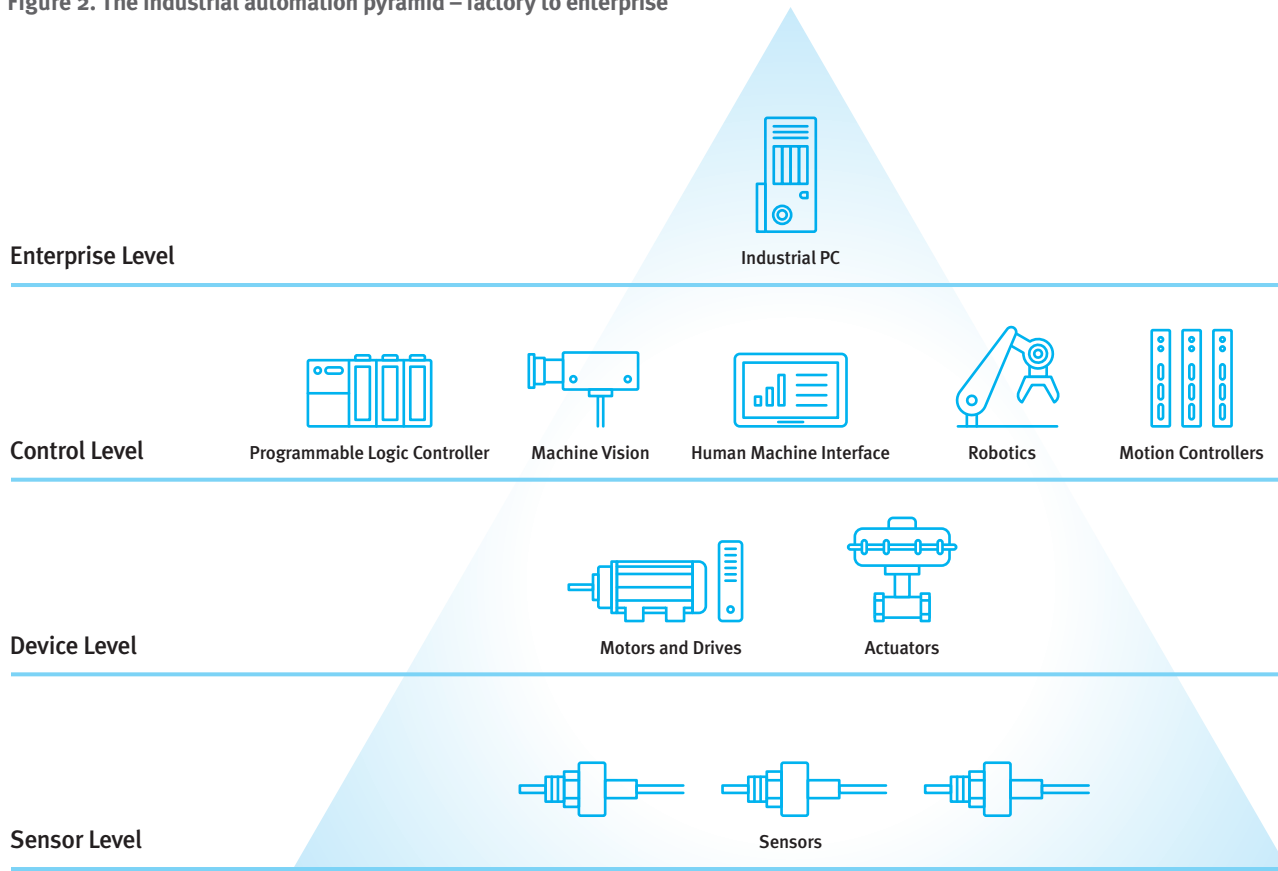 Figure 2. The industrial automation pyramid – factory to enterprise
Industrial PC
Enterprise Level
Programmable Logic Controller
Machine Vision
Human Machine Interface
Robotics
Motion Controllers
Control Level
Motors and Drives
Actuators
Device Level
Sensors
Sensor Level